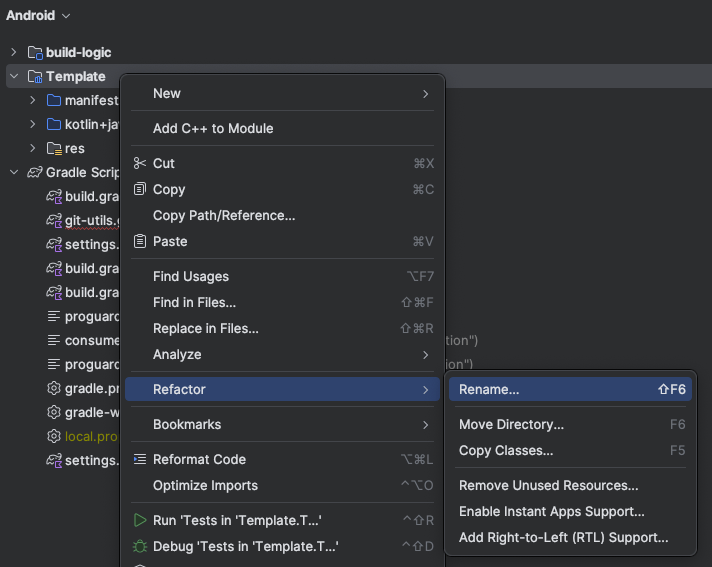 Android
build-logic
Template
manifest
kotlin+ja
res
Gradle Scrip
build.gra
git-utils.g
settings.
build.gra
build.gra
proguard
consume
proguard
gradle.pr
gradle-w
local.pro
settings.
New
Add C++ to Module
Cut ⌘X
Copy ⌘C
Copy Path/Reference...
Paste ⌘V
Find Usages ⌥F7
Find in Files... ⇧⌘F
Replace in Files... ⇧⌘R
Analyze
Refactor
Bookmarks
Reformat Code ⌥⌘L
Optimize Imports ⌃⌥O
Run 'Tests in 'Template.T...' ⌃⇧R
Debug 'Tests in 'Template.T...' ⌃⇧D
tion")
ion")
Rename... ⇧F6
Move Directory... F6
Copy Classes... F5
Remove Unused Resources...
Enable Instant Apps Support...
Add Right-to-Left (RTL) Support...